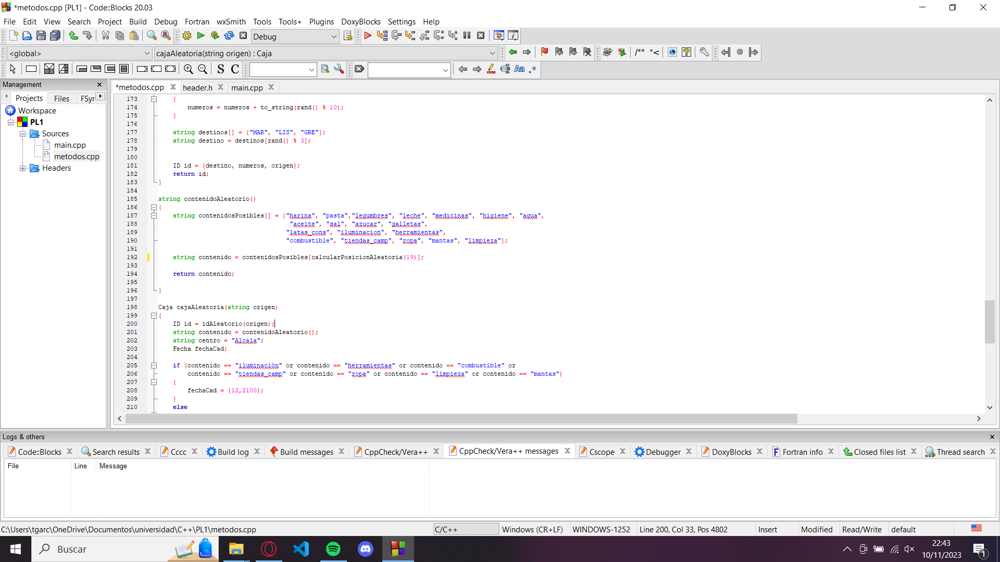 *metodos.cpp [PL1] - Code::Blocks 20.03
File Edit View Search Project Build Debug Fortran wxSmith Tools Tools+ Plugins DoxyBlocks Settings Help
Debug
<global> cajaAleatoria(string origen) : Caja
/** *<
S C Aa .*
Management
*metodos.cpp header.h main.cpp
Projects Files FSyr
Workspace
PL1
Sources
main.cpp
metodos.cpp
Headers
173 {
174 numeros = numeros + to_string(rand() % 10);
175 }
176
177 string destinos[] = {"MAR", "LIS", "GRE"};
178 string destino = destinos[rand() % 3];
179
180
181 ID id = {destino, numeros, origen};
182 return id;
183 }
184
185 string contenidoAleatorio()
186 {
187 string contenidosPosibles[] = {"harina", "pasta","legumbres", "leche", "medicinas", "higiene", "agua",
188 "aceite", "sal", "azucar", "galletas",
189 "latas_cons", "iluminacion", "herramientas",
190 "combustible", "tiendas_camp", "ropa", "mantas", "limpieza"};
191
192 string contenido = contenidosPosibles[calcularPosicionAleatoria(19)];
193
194 return contenido;
195
196 }
197
198 Caja cajaAleatoria(string origen)
199 {
200 ID id = idAleatorio(origen);
201 string contenido = contenidoAleatorio();
202 string centro = "Alcala";
203 Fecha fechaCad;
204
205 if (contenido == "iluminación" or contenido == "herramientas" or contenido == "combustible" or
206 contenido == "tiendas_camp" or contenido == "ropa" or contenido == "limpieza" or contenido == "mantas")
207 {
208 fechaCad = {12,2100};
209 }
210 else
Logs & others
Code::Blocks Search results Cccc Build log Build messages CppCheck/Vera++ CppCheck/Vera++ messages Cscope Debugger DoxyBlocks Fortran info Closed files list Thread search
File Line Message
C:\Users\tgarc\OneDrive\Documentos\universidad\C++\PL1\metodos.cpp C/C++ Windows (CR+LF) WINDOWS-1252 Line 200, Col 33, Pos 4802 Insert Modified Read/Write default
Buscar
22:43
10/11/2023
1